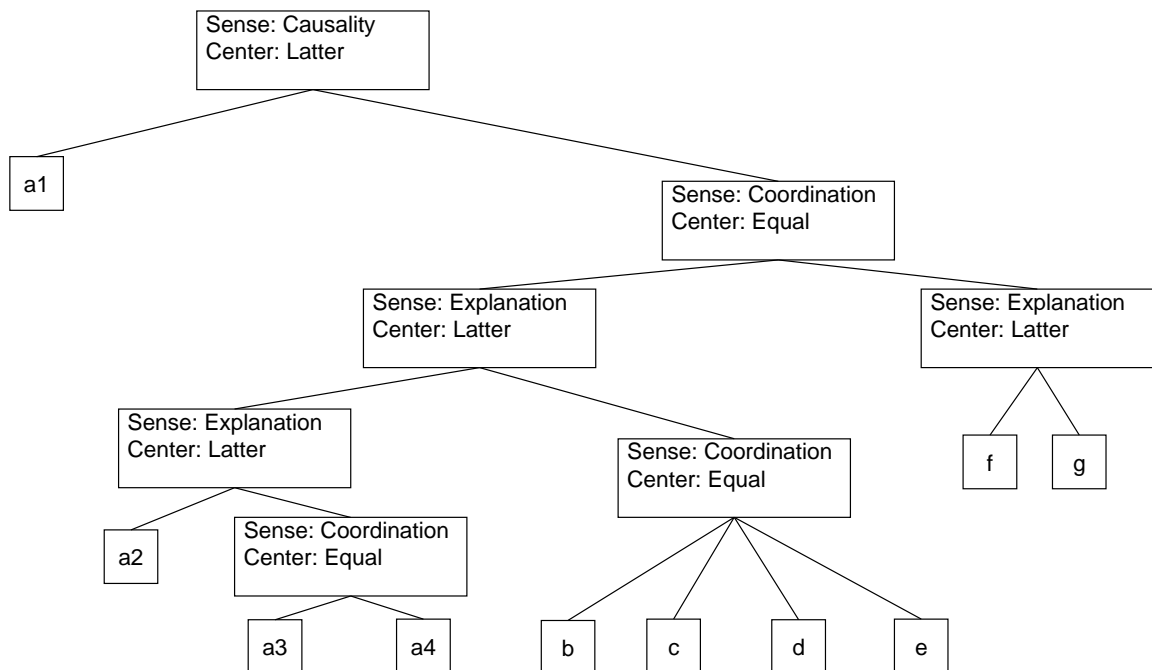 Sense: Causality
Center: Latter
a1
Sense: Coordination
Center: Equal
Sense: Explanation
Center: Latter
Sense: Explanation
Center: Latter
Sense: Explanation
Center: Latter
Sense: Coordination
Center: Equal
f
g
a2
Sense: Coordination
Center: Equal
a3
a4
b
c
d
e